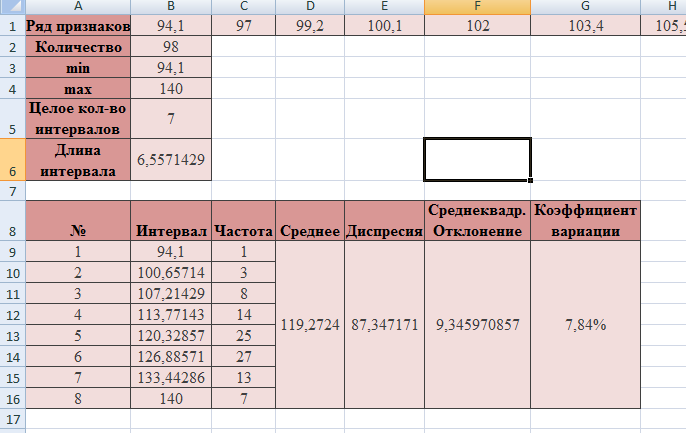 A B C D E F G H
1 Ряд признаков 94,1 97 99,2 100,1 102 103,4 105,5
2 Количество 98
3 min 94,1
4 max 140
Целое кол-во
5 интервалов 7
Длина
6 интервала 6,5571429
7
Среднеквадр. Коэффициент
8 № Интервал Частота Среднее Диспресия Отклонение вариации
9 1 94,1 1
10 2 100,65714 3
11 3 107,21429 8
12 4 113,77143 14
119,2724 87,347171 9,345970857 7,84%
13 5 120,32857 25
14 6 126,88571 27
15 7 133,44286 13
16 8 140 7
17